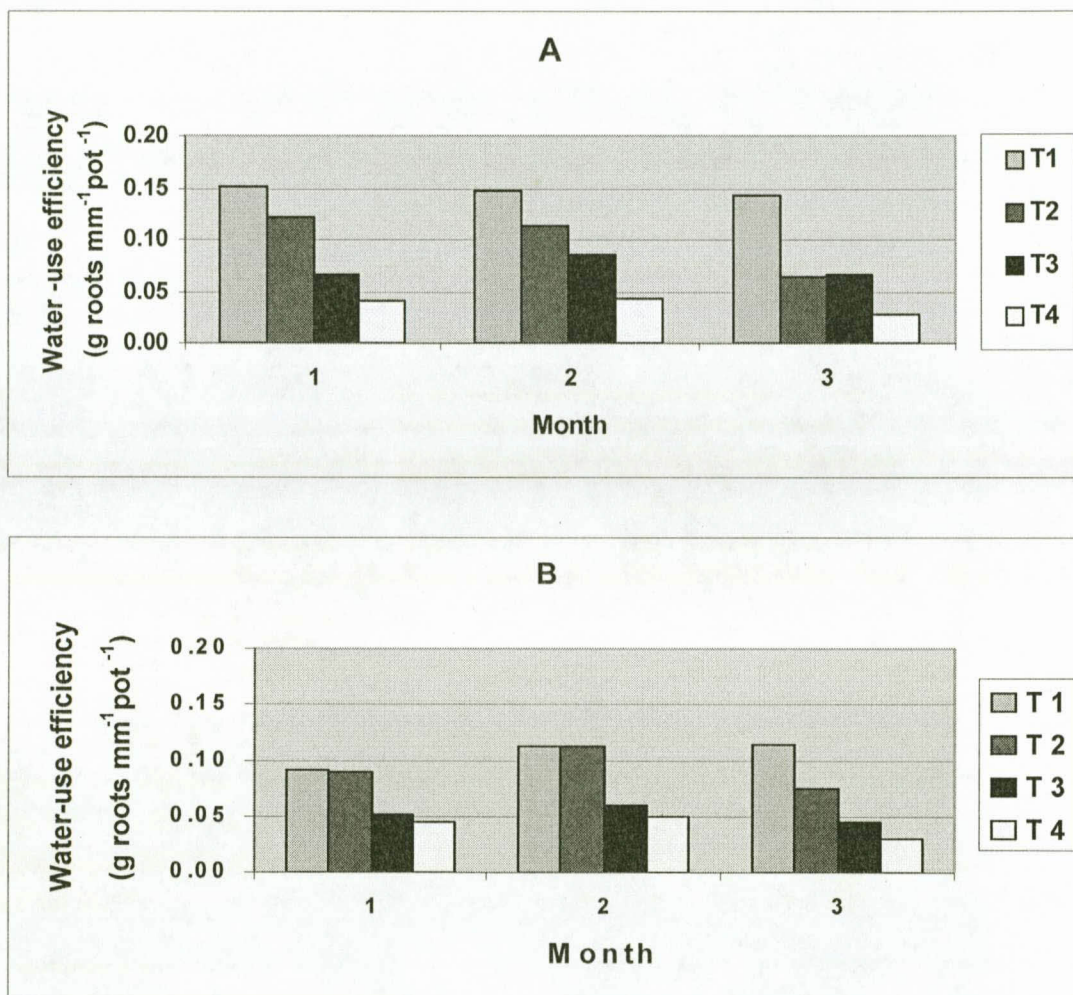 A
Water -use efficiency
(g roots mm⁻¹pot ⁻¹)
0.20
0.15
0.10
0.05
0.00
1
2
3
Month
T1
T2
T3
T4
B
Water-use efficiency
(g roots mm⁻¹pot ⁻¹)
0.20
0.15
0.10
0.05
0.00
1
2
3
Month
T 1
T 2
T 3
T 4